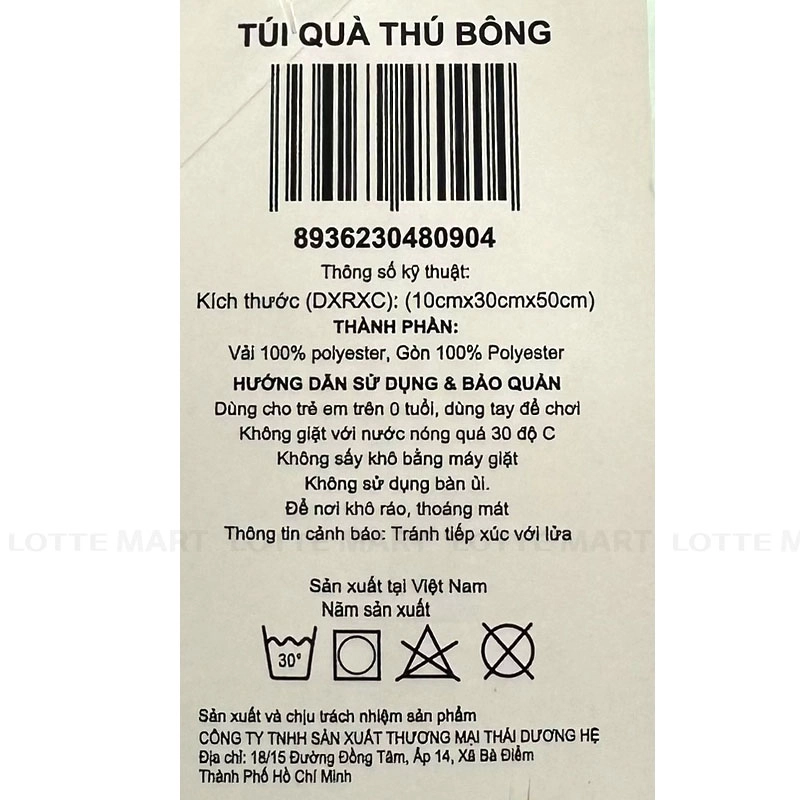 TÚI QUÀ THÚ BÔNG
8936230480904
Thông số kỹ thuật:
Kích thước (DXRXC): (10cmx30cmx50cm)
THÀNH PHẦN:
Vải 100% polyester, Gòn 100% Polyester
HƯỚNG DẪN SỬ DỤNG & BẢO QUẢN
Dùng cho trẻ em trên 0 tuổi, dùng tay để chơi
Không giặt với nước nóng quá 30 độ C
Không sấy khô bằng máy giặt
Không sử dụng bàn ủi.
Để nơi khô ráo, thoáng mát
Thông tin cảnh báo: Tránh tiếp xúc với lửa
LOTTE MART LOTTE MART LOTTE M
Sản xuất tại Việt Nam
Năm sản xuất
30°
Sản xuất và chịu trách nhiệm sản phẩm
CÔNG TY TNHH SẢN XUẤT THƯƠNG MẠI THÁI DƯƠNG HỆ
Địa chỉ: 18/15 Đường Đồng Tâm, Ấp 14, Xã Bà Điểm
Thành Phố Hồ Chí Minh